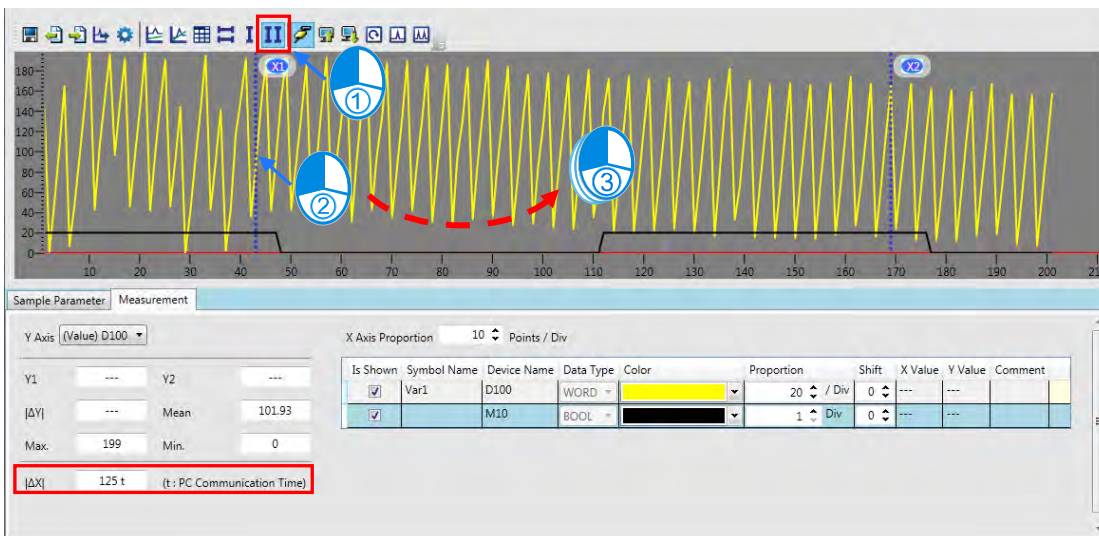 X1
X2
①
②
③
180
160
140
120
100
80
60
40
20
0
10 20 30 40 50 60 70 80 90 100 110 120 130 140 150 160 170 180 190 200 21
Sample Parameter Measurement
Y Axis (Value) D100 X Axis Proportion 10 Points / Div
Is Shown Symbol Name Device Name Data Type Color Proportion Shift X Value Y Value Comment
Y1 --- Y2 --- Var1 D100 WORD 20 / Div 0 --- ---
|ΔY| --- Mean 101.93 M10 BOOL 1 Div 0 --- ---
Max. 199 Min. 0
|ΔX| 125 t (t : PC Communication Time)